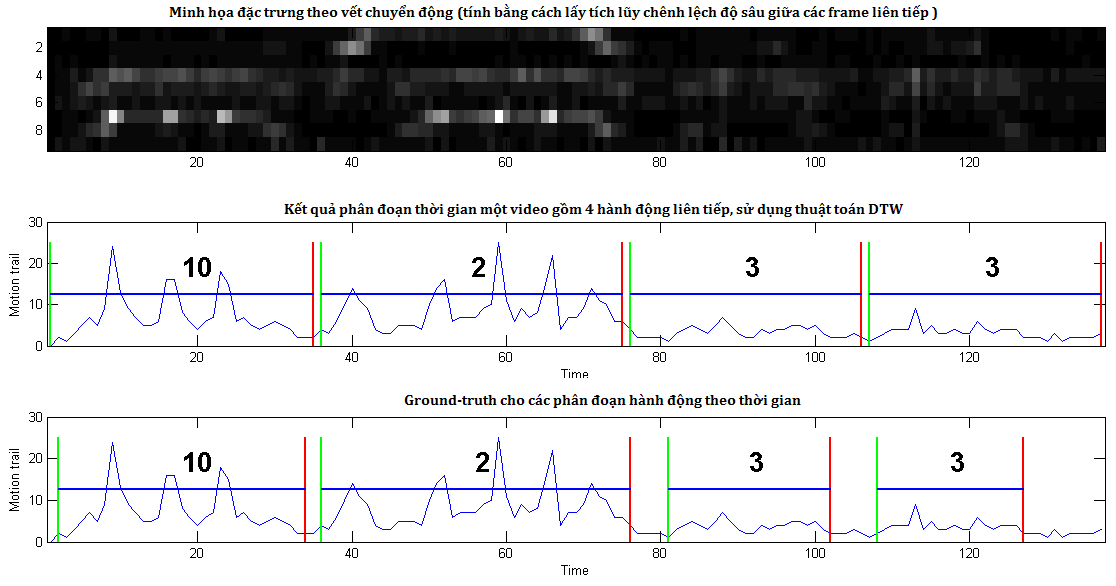 Minh họa đặc trưng theo vết chuyển động (tính bằng cách lấy tích lũy chênh lệch độ sâu giữa các frame liên tiếp )
2
4
6
8
20 40 60 80 100 120
Kết quả phân đoạn thời gian một video gồm 4 hành động liên tiếp, sử dụng thuật toán DTW
30
20
10
0
Motion trail
10 2 3 3
20 40 60 80 100 120
Time
Ground-truth cho các phân đoạn hành động theo thời gian
30
20
10
0
Motion trail
10 2 3 3
20 40 60 80 100 120
Time